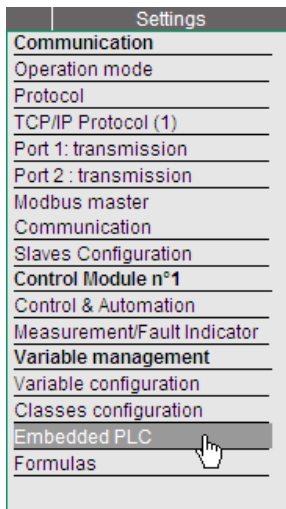 Settings
Communication
Operation mode
Protocol
TCP/IP Protocol (1)
Port 1: transmission
Port 2 : transmission
Modbus master
Communication
Slaves Configuration
Control Module n°1
Control & Automation
Measurement/Fault Indicator
Variable management
Variable configuration
Classes configuration
Embedded PLC
Formulas